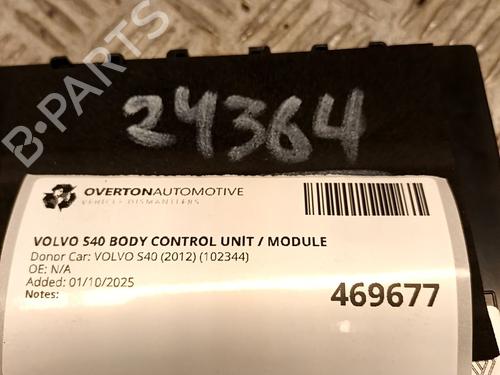 B-PARTS
24364
OVERTONAUTOMOTIVE
VEHICLE DISMANTLERS
VOLVO S40 BODY CONTROL UNIT / MODULE
Donor Car: VOLVO S40 (2012) (102344)
OE: N/A
Added: 01/10/2025
Notes:
469677